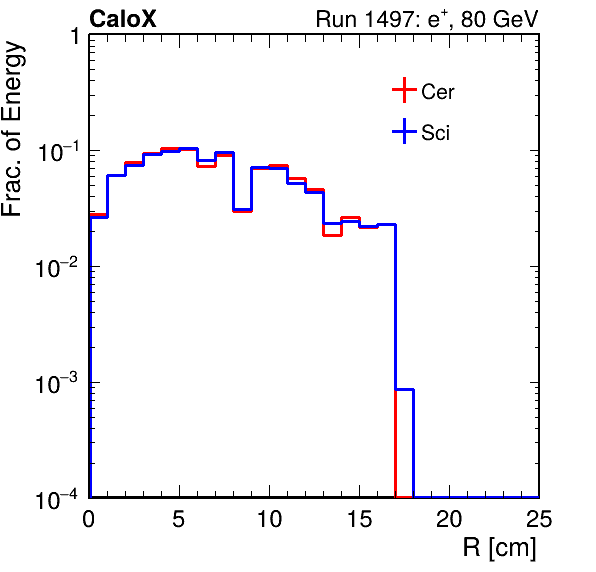 CaloX Run 1497: e⁺, 80 GeV
Frac. of Energy
1
10⁻¹
10⁻²
10⁻³
10⁻⁴
Cer
Sci
0 5 10 15 20 25
R [cm]